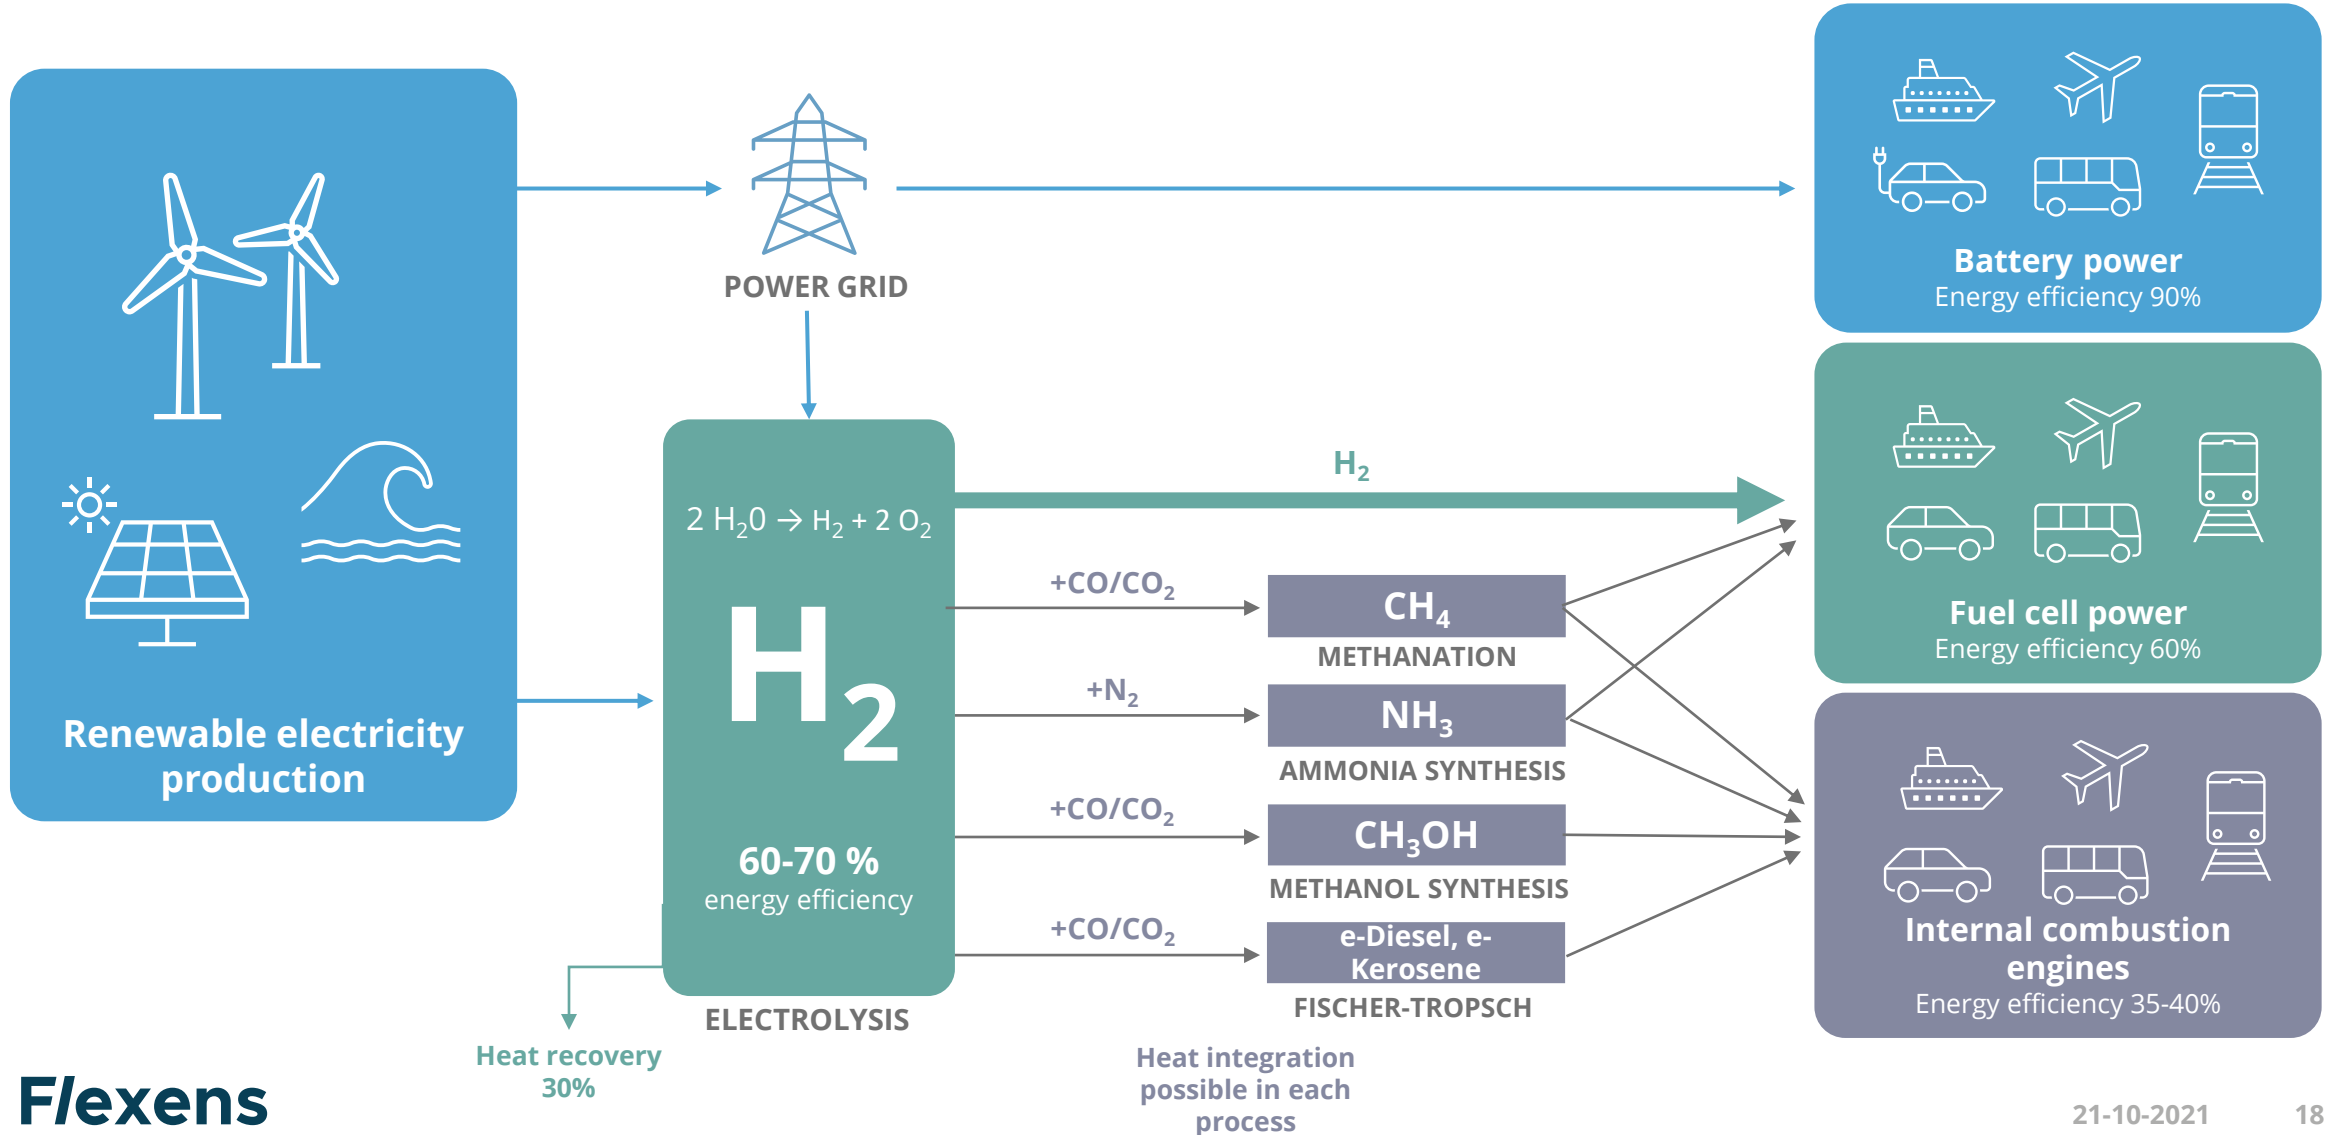 Renewable electricity
production
POWER GRID
2 H₂0 → H₂ + 2 O₂
H₂
60-70 %
energy efficiency
ELECTROLYSIS
Heat recovery
30%
H₂
+CO/CO₂
CH₄
METHANATION
+N₂
NH₃
AMMONIA SYNTHESIS
+CO/CO₂
CH₃OH
METHANOL SYNTHESIS
+CO/CO₂
e-Diesel, e-
Kerosene
FISCHER-TROPSCH
Heat integration
possible in each
process
Battery power
Energy efficiency 90%
Fuel cell power
Energy efficiency 60%
Internal combustion
engines
Energy efficiency 35-40%
Flexens
21-10-2021
18